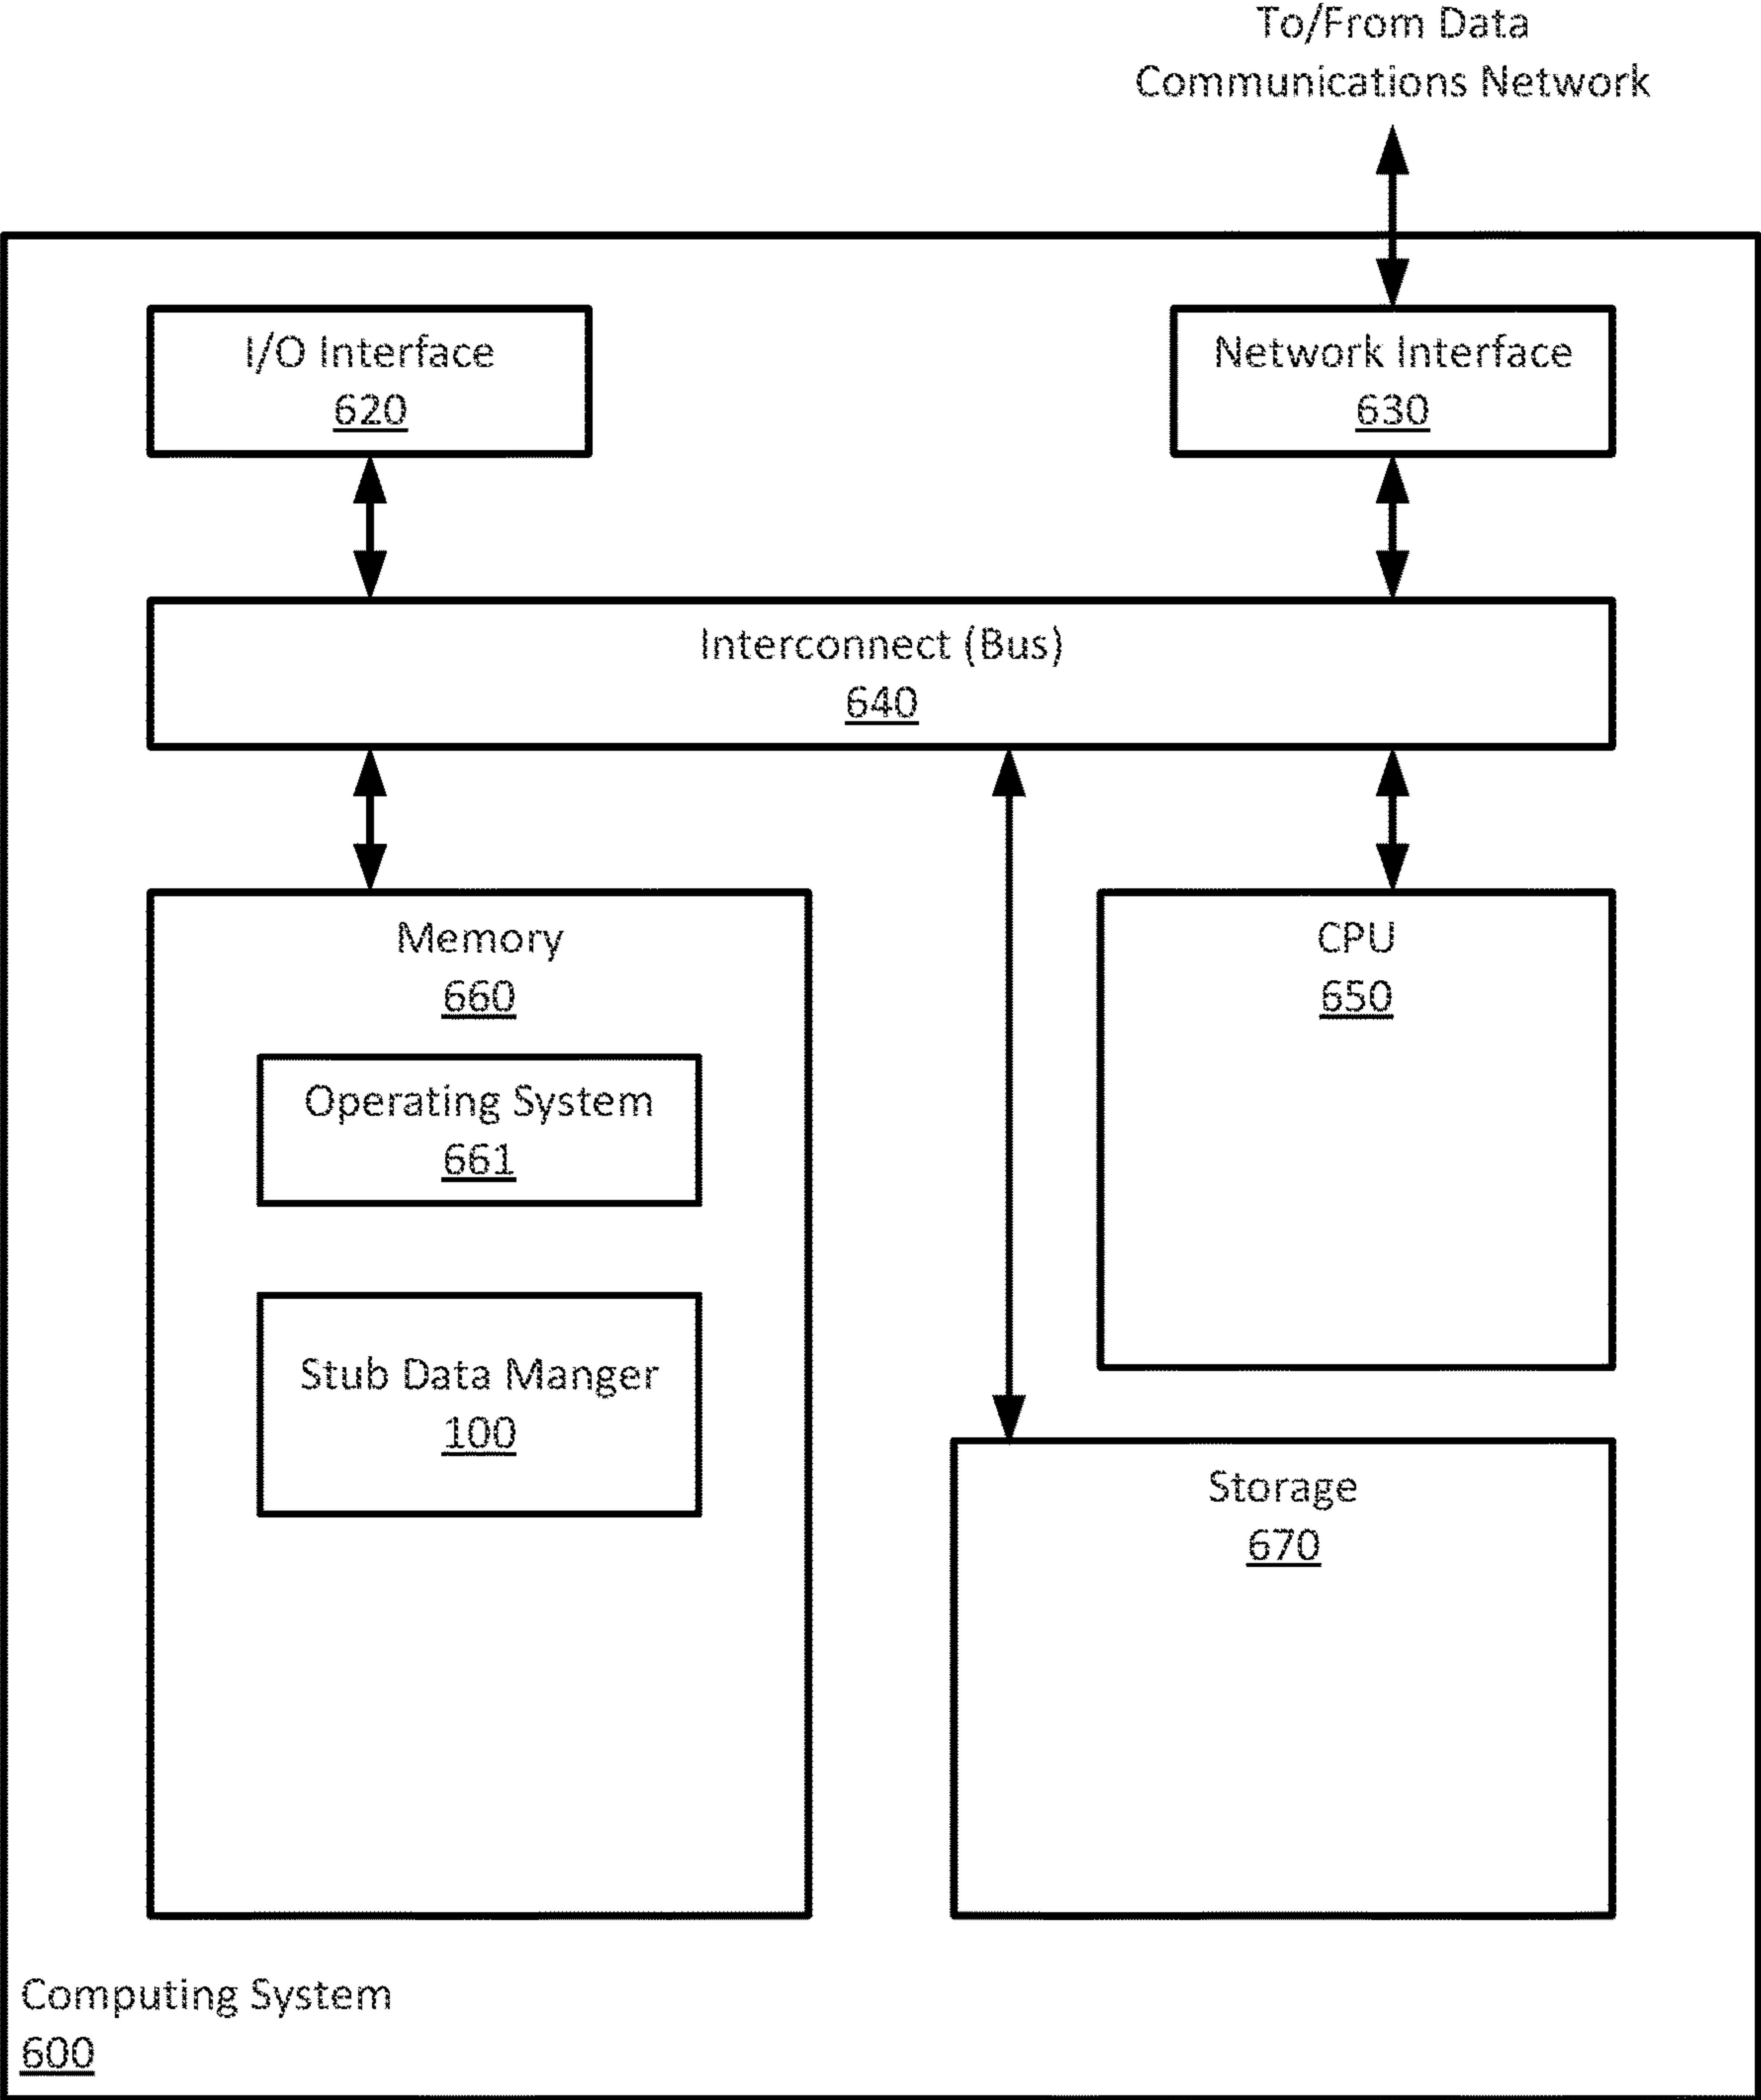 To/From Data
Communications Network
I/O Interface
620
Network Interface
630
Interconnect (Bus)
640
Memory
660
CPU
650
Operating System
661
Stub Data Manger
100
Storage
670
Computing System
600